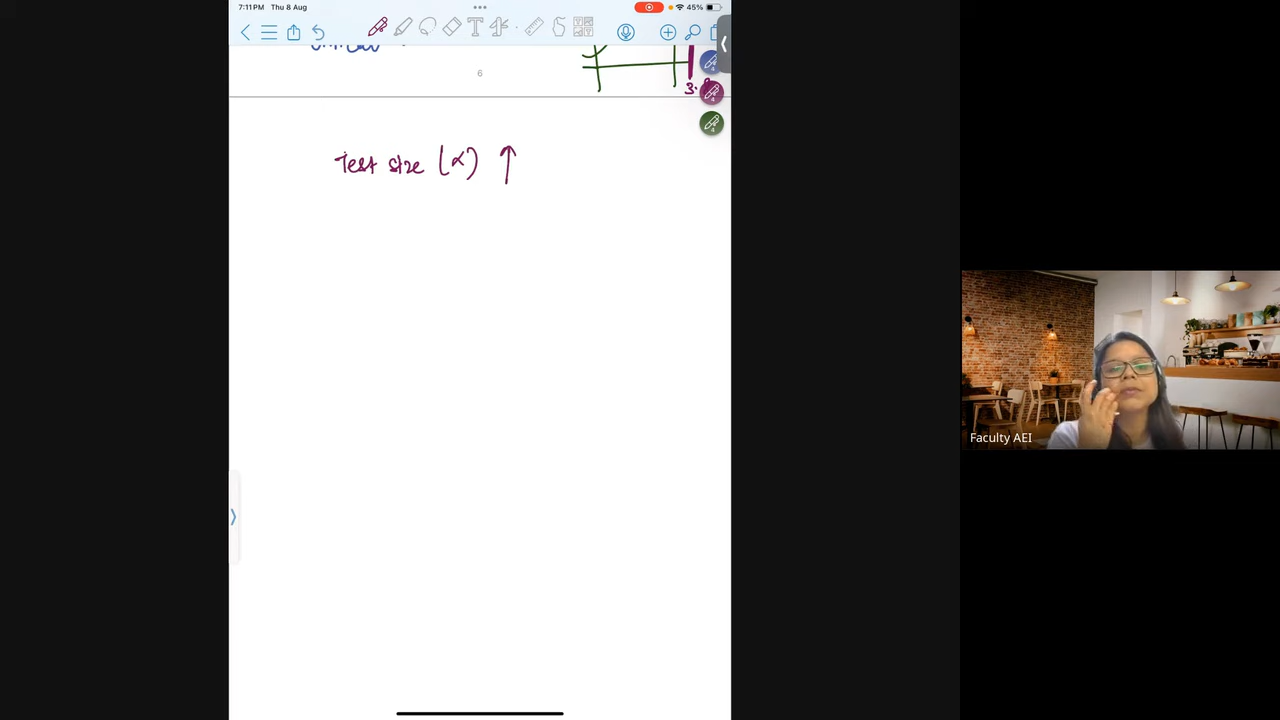 7:11 PM Thu 8 Aug
45%
6
3.
Test size (α) ↑
Faculty AEI